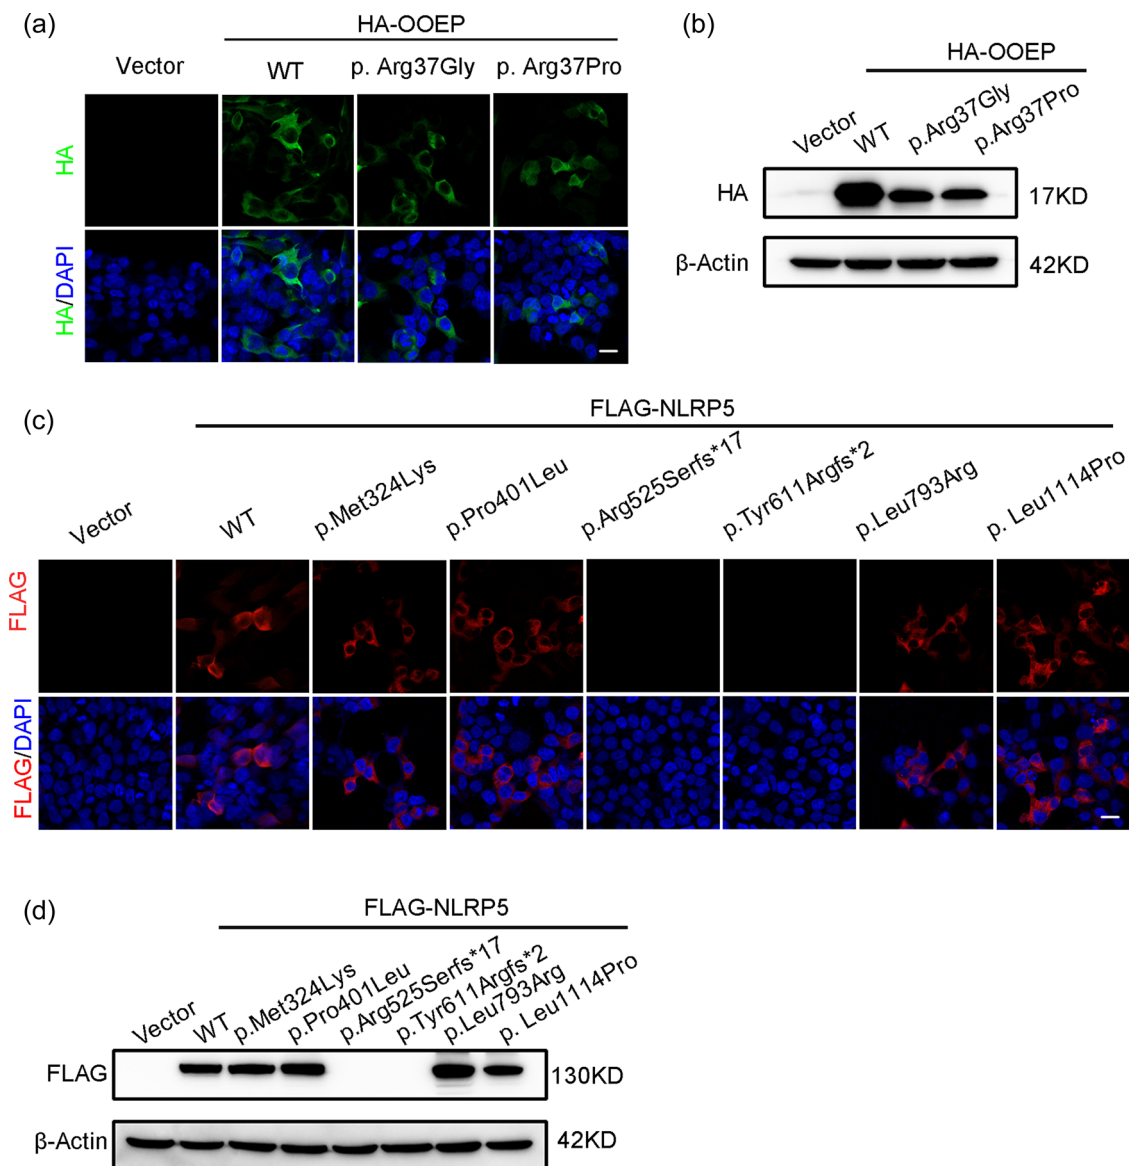 (a)
HA-OOEP
Vector
WT
p. Arg37Gly
p. Arg37Pro
HA
HA/DAPI
(b)
HA-OOEP
Vector
WT
p.Arg37Gly
p.Arg37Pro
HA
17KD
β-Actin
42KD
(c)
FLAG-NLRP5
Vector
WT
p.Met324Lys
p.Pro401Leu
p.Arg525Serfs*17
p.Tyr611Argfs*2
p.Leu793Arg
p. Leu1114Pro
FLAG
FLAG/DAPI
(d)
FLAG-NLRP5
Vector
WT
p.Met324Lys
p.Pro401Leu
p.Arg525Serfs*17
p.Tyr611Argfs*2
p.Leu793Arg
p. Leu1114Pro
FLAG
130KD
β-Actin
42KD